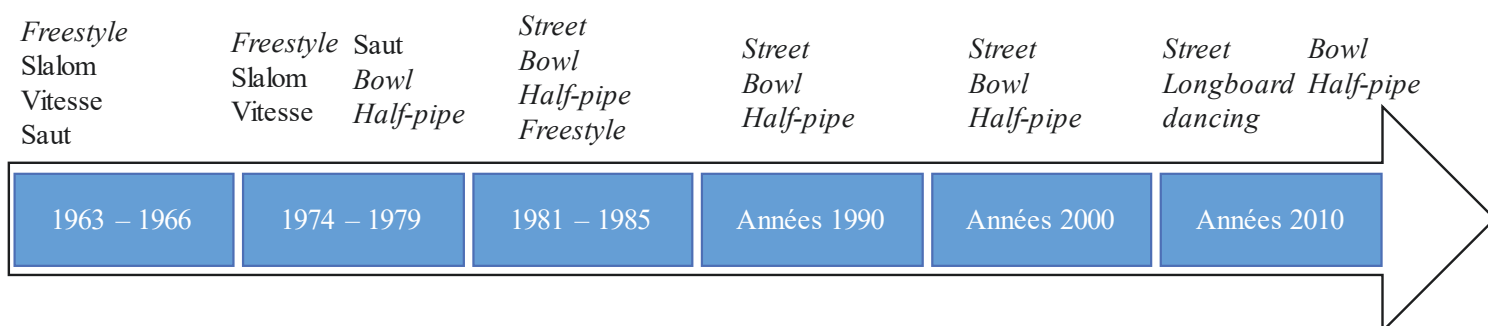 Freestyle
Slalom
Vitesse
Saut
Freestyle
Slalom
Vitesse
Saut
Bowl
Half-pipe
Street
Bowl
Half-pipe
Freestyle
Street
Bowl
Half-pipe
Street
Bowl
Half-pipe
Street
Longboard
dancing
Bowl
Half-pipe
1963 – 1966
1974 – 1979
1981 – 1985
Années 1990
Années 2000
Années 2010